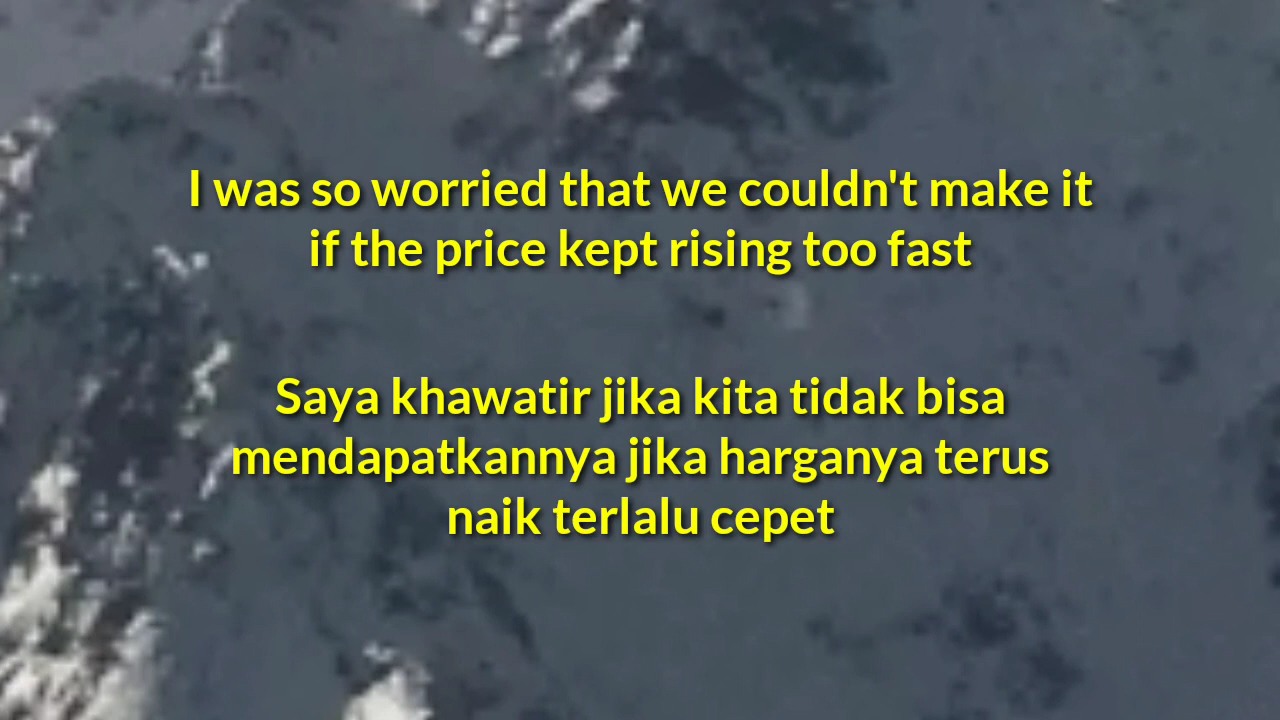 I was so worried that we couldn't make it
if the price kept rising too fast
Saya khawatir jika kita tidak bisa
mendapatkannya jika harganya terus
naik terlalu cepet